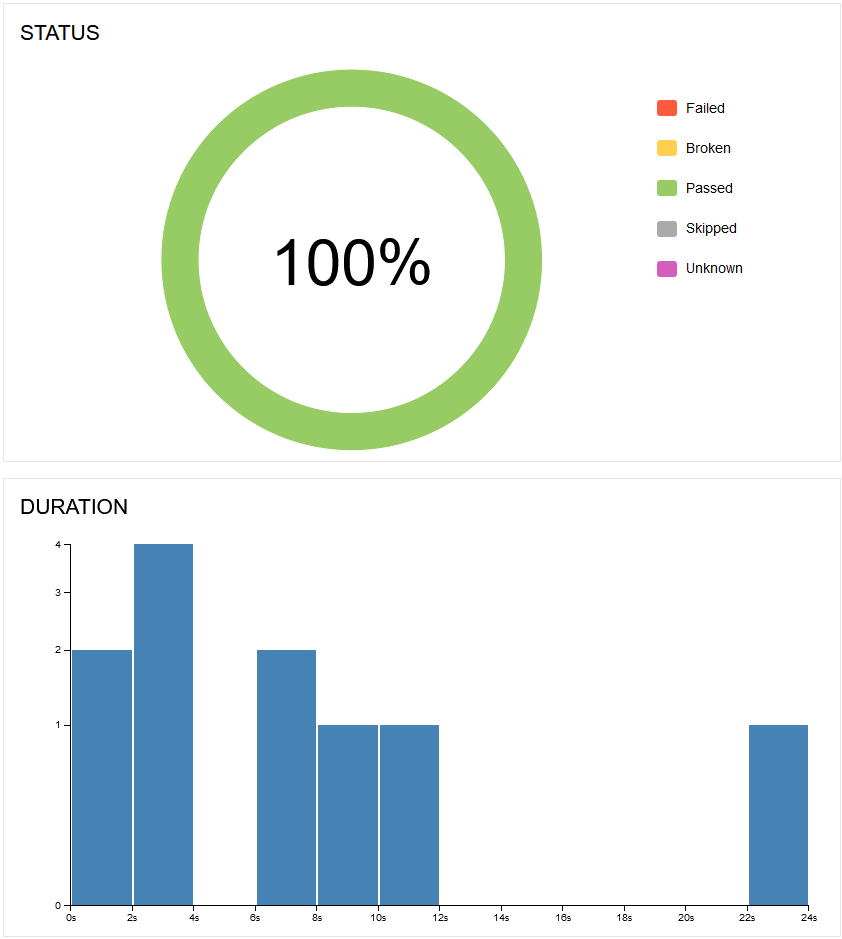 STATUS
Failed
Broken
Passed
Skipped
Unknown
100%
DURATION
4
3
2
1
0
0s 2s 4s 6s 8s 10s 12s 14s 16s 18s 20s 22s 24s